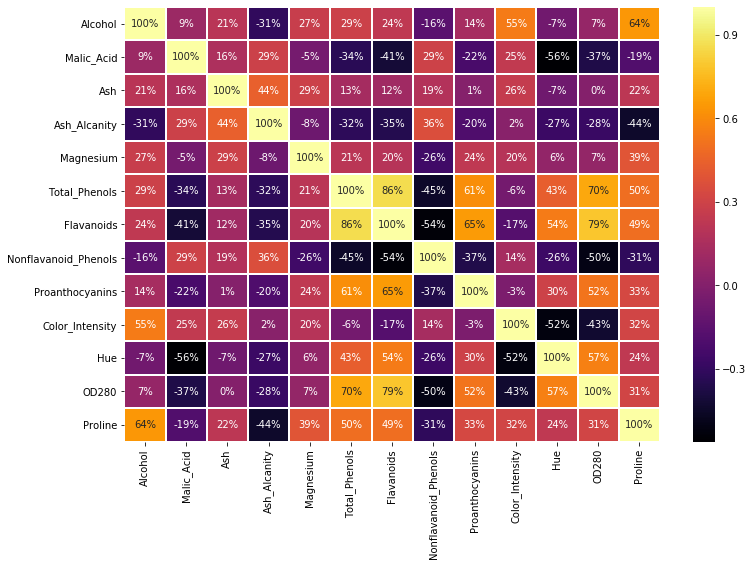 Alcohol 100% 9% 21% -31% 27% 29% 24% -16% 14% 55% -7% 7% 64%
Malic_Acid 9% 100% 16% 29% -5% -34% -41% 29% -22% 25% -56% -37% -19%
Ash 21% 16% 100% 44% 29% 13% 12% 19% 1% 26% -7% 0% 22%
Ash_Alcanity -31% 29% 44% 100% -8% -32% -35% 36% -20% 2% -27% -28% -44%
Magnesium 27% -5% 29% -8% 100% 21% 20% -26% 24% 20% 6% 7% 39%
Total_Phenols 29% -34% 13% -32% 21% 100% 86% -45% 61% -6% 43% 70% 50%
Flavanoids 24% -41% 12% -35% 20% 86% 100% -54% 65% -17% 54% 79% 49%
Nonflavanoid_Phenols -16% 29% 19% 36% -26% -45% -54% 100% -37% 14% -26% -50% -31%
Proanthocyanins 14% -22% 1% -20% 24% 61% 65% -37% 100% -3% 30% 52% 33%
Color_Intensity 55% 25% 26% 2% 20% -6% -17% 14% -3% 100% -52% -43% 32%
Hue -7% -56% -7% -27% 6% 43% 54% -26% 30% -52% 100% 57% 24%
OD280 7% -37% 0% -28% 7% 70% 79% -50% 52% -43% 57% 100% 31%
Proline 64% -19% 22% -44% 39% 50% 49% -31% 33% 32% 24% 31% 100%
Alcohol
Malic_Acid
Ash
Ash_Alcanity
Magnesium
Total_Phenols
Flavanoids
Nonflavanoid_Phenols
Proanthocyanins
Color_Intensity
Hue
OD280
Proline
0.9
0.6
0.3
0.0
−0.3